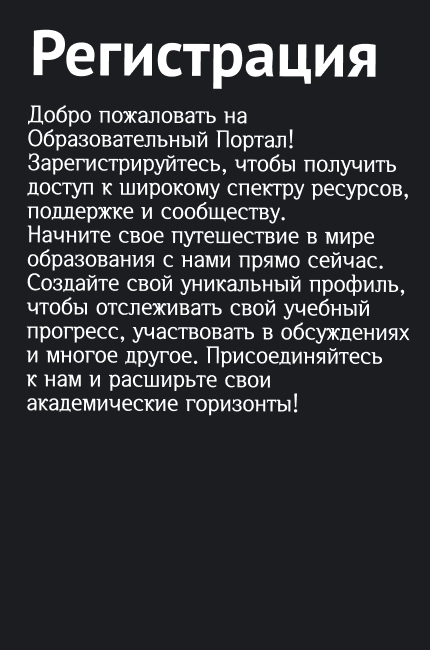 Регистрация
Добро пожаловать на
Образовательный Портал!
Зарегистрируйтесь, чтобы получить
доступ к широкому спектру ресурсов,
поддержке и сообществу.
Начните свое путешествие в мире
образования с нами прямо сейчас.
Создайте свой уникальный профиль,
чтобы отслеживать свой учебный
прогресс, участвовать в обсуждениях
и многое другое. Присоединяйтесь
к нам и расширьте свои
академические горизонты!